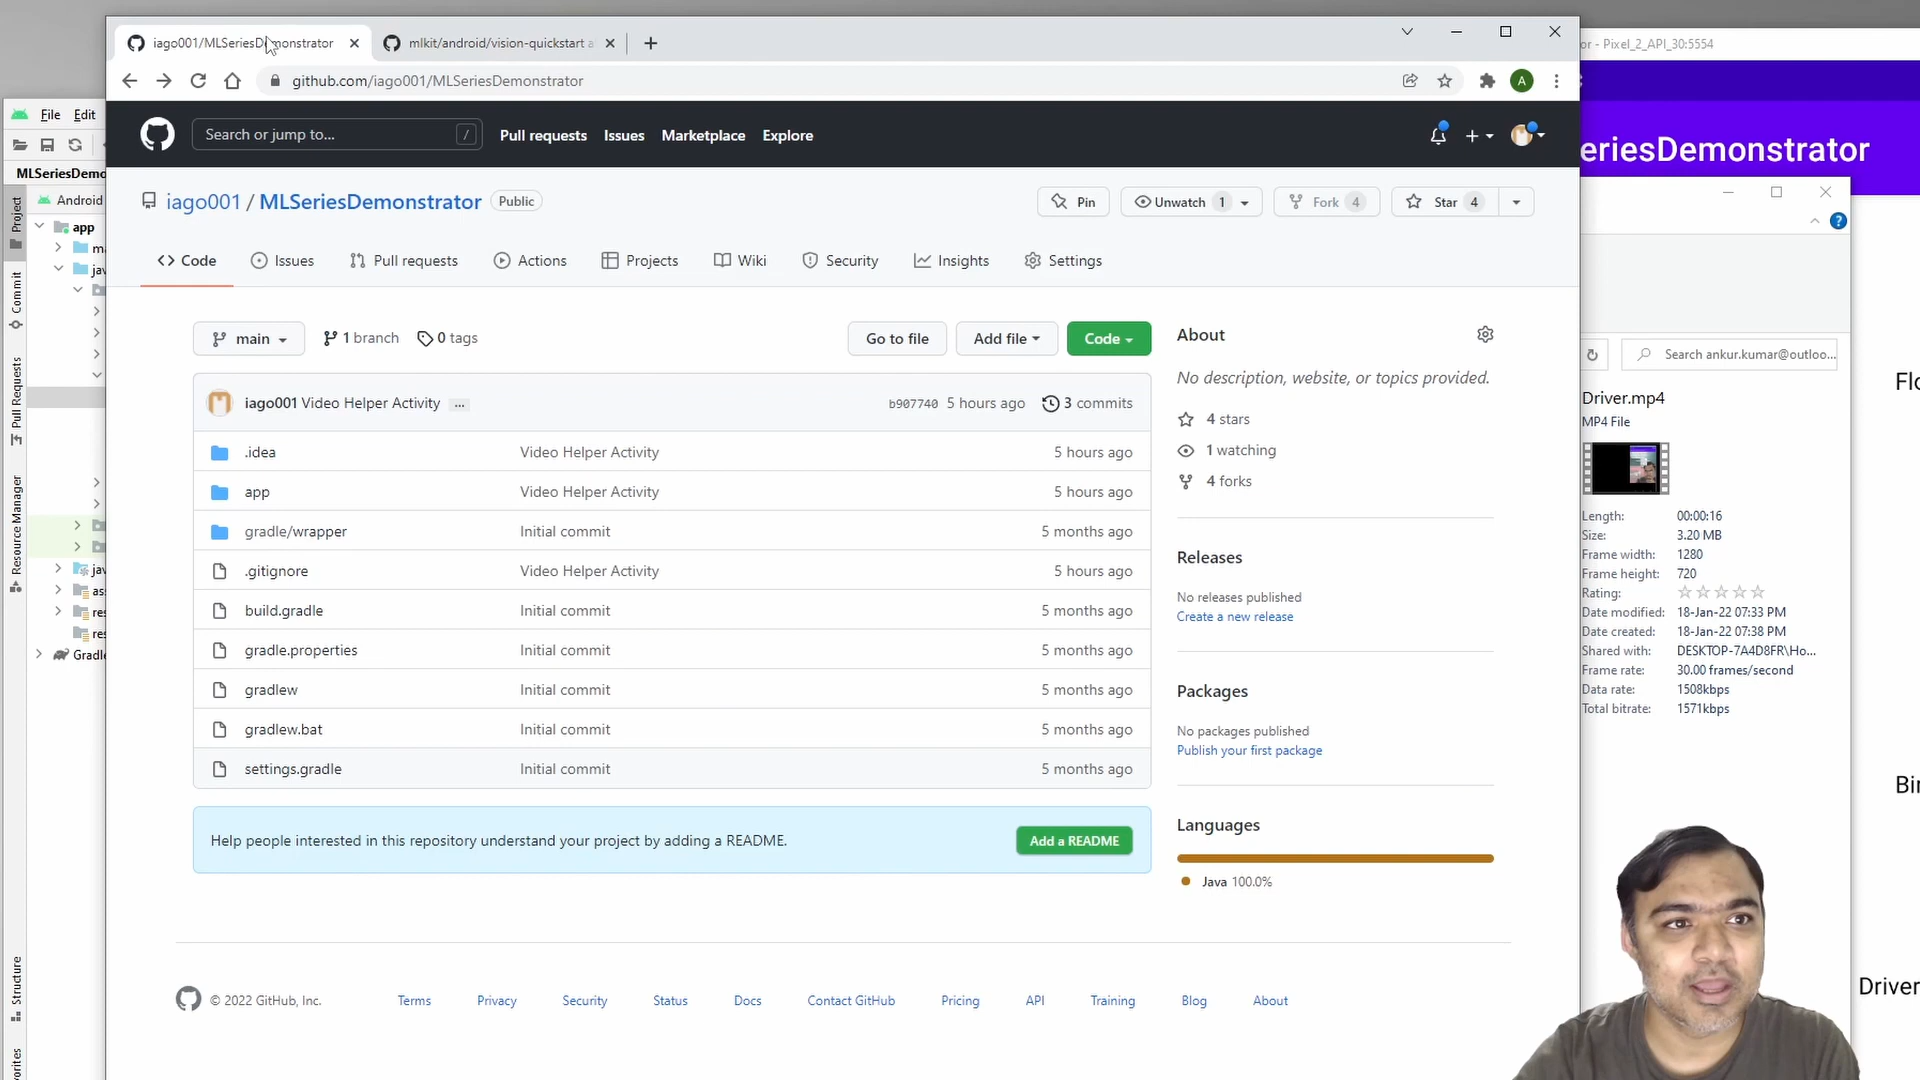 iago001/MLSeriesDemonstrator
mlkit/android/vision-quickstart a
or - Pixel_2_API_30:5554
github.com/iago001/MLSeriesDemonstrator
A
File Edit
Search or jump to... /
Pull requests Issues Marketplace Explore
eriesDemonstrator
MLSeriesDemo
Android
iago001 / MLSeriesDemonstrator Public
Pin
Unwatch 1
Fork 4
Star 4
Project
Commit
Pull Requests
Resource Manager
Structure
app
Code Issues Pull requests Actions Projects Wiki Security Insights Settings
main 1 branch 0 tags
Go to file Add file Code
iago001 Video Helper Activity ... b907740 5 hours ago 3 commits
.idea Video Helper Activity 5 hours ago
app Video Helper Activity 5 hours ago
gradle/wrapper Initial commit 5 months ago
.gitignore Video Helper Activity 5 hours ago
build.gradle Initial commit 5 months ago
gradle.properties Initial commit 5 months ago
gradlew Initial commit 5 months ago
gradlew.bat Initial commit 5 months ago
settings.gradle Initial commit 5 months ago
Help people interested in this repository understand your project by adding a README. Add a README
About
No description, website, or topics provided.
4 stars
1 watching
4 forks
Releases
No releases published
Create a new release
Packages
No packages published
Publish your first package
Languages
Java 100.0%
© 2022 GitHub, Inc. Terms Privacy Security Status Docs Contact GitHub Pricing API Training Blog About
Search ankur.kumar@outloo...
Driver.mp4
MP4 File
Length: 00:00:16
Size: 3.20 MB
Frame width: 1280
Frame height: 720
Rating:
Date modified: 18-Jan-22 07:33 PM
Date created: 18-Jan-22 07:38 PM
Shared with: DESKTOP-7A4D8FR\Ho...
Frame rate: 30.00 frames/second
Data rate: 1508kbps
Total bitrate: 1571kbps
Flo
Bir
Driver